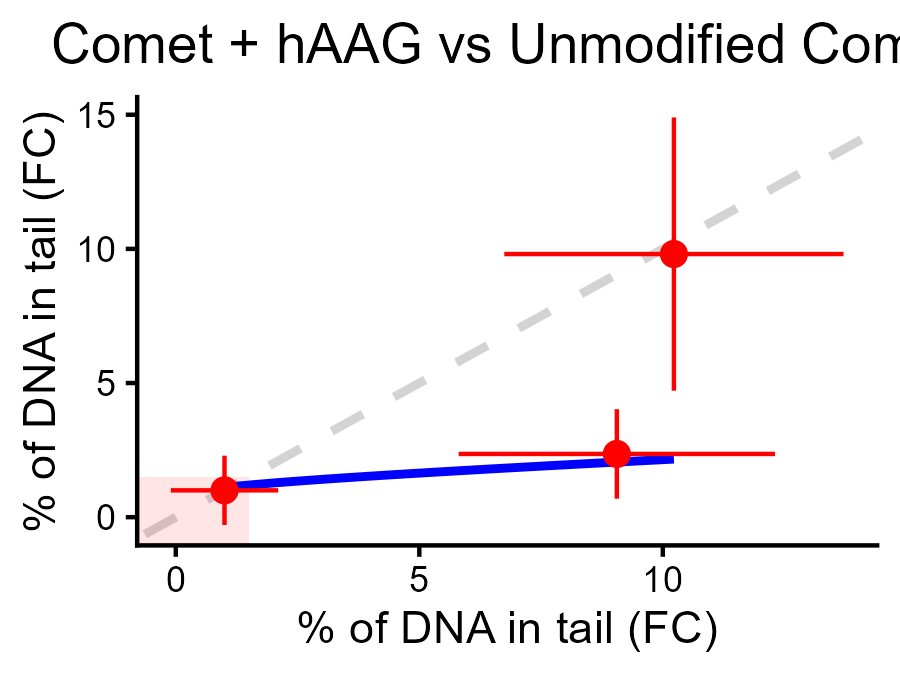 Comet + hAAG vs Unmodified Com
% of DNA in tail (FC)
15
10
5
0
0
5
10
% of DNA in tail (FC)